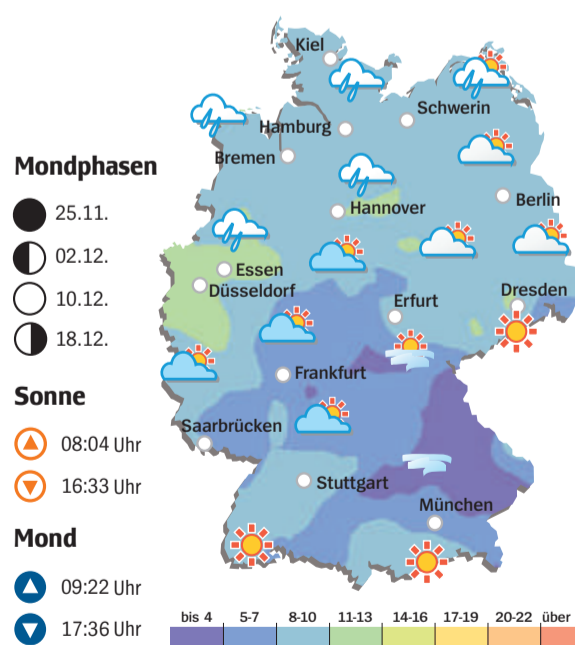 Mondphasen
25.11.
02.12.
10.12.
18.12.
Sonne
08:04 Uhr
16:33 Uhr
Mond
09:22 Uhr
17:36 Uhr
Kiel
Schwerin
Hamburg
Bremen
Berlin
Hannover
Essen
Düsseldorf
Erfurt
Dresden
Frankfurt
Saarbrücken
Stuttgart
München
bis 4 5-7 8-10 11-13 14-16 17-19 20-22 über